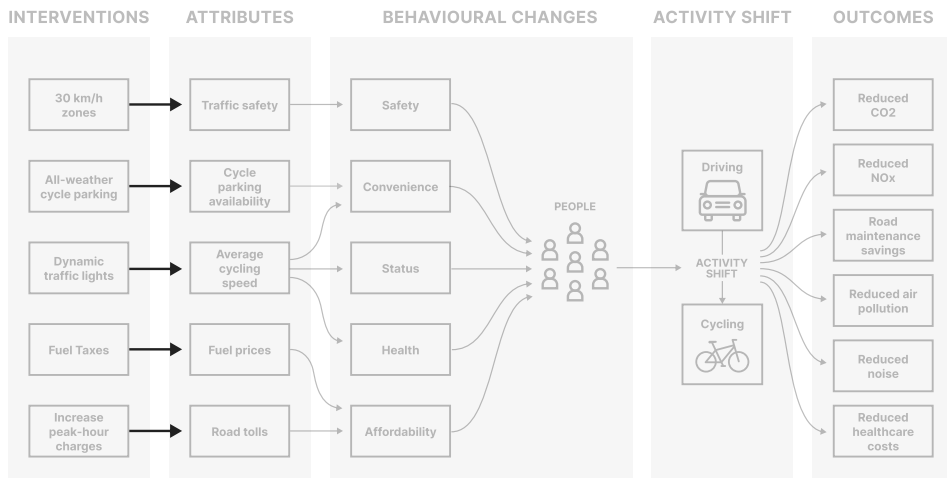 INTERVENTIONS
ATTRIBUTES
BEHAVIOURAL CHANGES
ACTIVITY SHIFT
OUTCOMES
30 km/h
zones
All-weather
cycle parking
Dynamic
traffic lights
Fuel Taxes
Increase
peak-hour
charges
Traffic safety
Cycle
parking
availability
Average
cycling
speed
Fuel prices
Road tolls
Safety
Convenience
Status
Health
Affordability
PEOPLE
Driving
ACTIVITY
SHIFT
Cycling
Reduced
CO2
Reduced
NOx
Road
maintenance
savings
Reduced air
pollution
Reduced
noise
Reduced
healthcare
costs